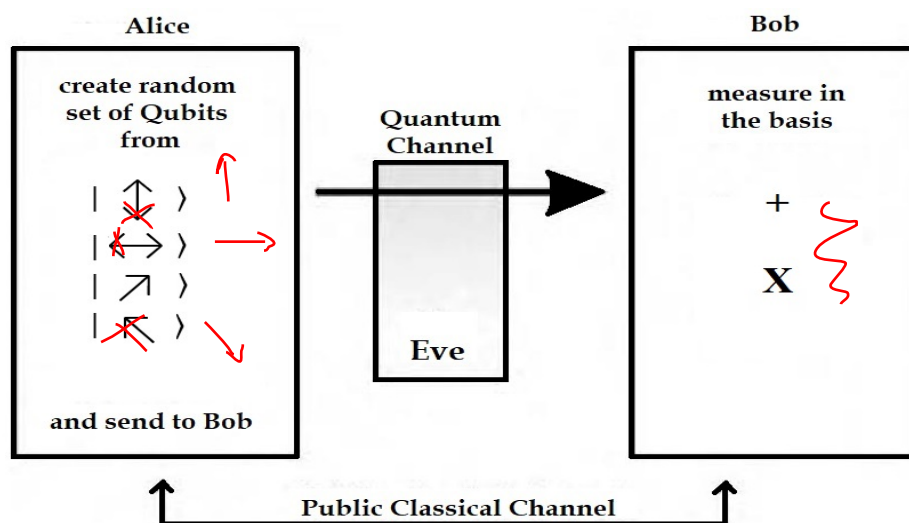 Alice
Bob
create random
set of Qubits
from
measure in
the basis
Quantum
Channel
| ↕ ⟩
| ↔ ⟩
| ↗ ⟩
| ↖ ⟩
+
X
Eve
and send to Bob
Public Classical Channel